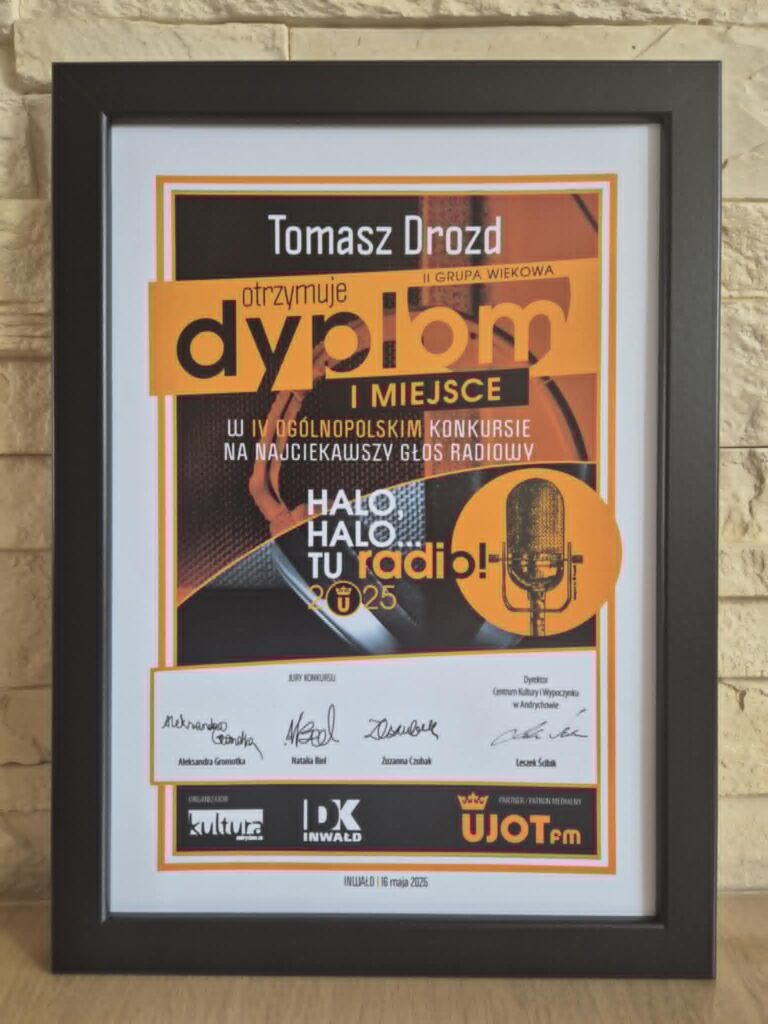 Tomasz Drozd
II GRUPA WIEKOWA
otrzymuje
dyplom
I MIEJSCE
W IV OGÓLNOPOLSKIM KONKURSIE
NA NAJCIEKAWSZY GŁOS RADIOWY
HALO,
HALO...
TU radio!
2025
JURY KONKURSU
Dyrektor
Centrum Kultury i Wypoczynku
w Andrychowie
Aleksandra Gromotka
Natalia Biel
Zuzanna Czubak
Leszek Ścibik
ORGANIZATOR
PARTNER / PATRON MEDIALNY
kultura
DK
INWAŁD
UJOT FM
INWAŁD | 16 maja 2025